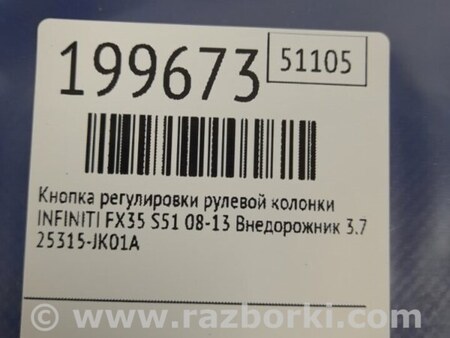 199673
51105
Кнопка регулировки рулевой колонки
INFINITI FX35 S51 08-13 Внедорожник 3.7
25315-JK01A
www.razborki.com